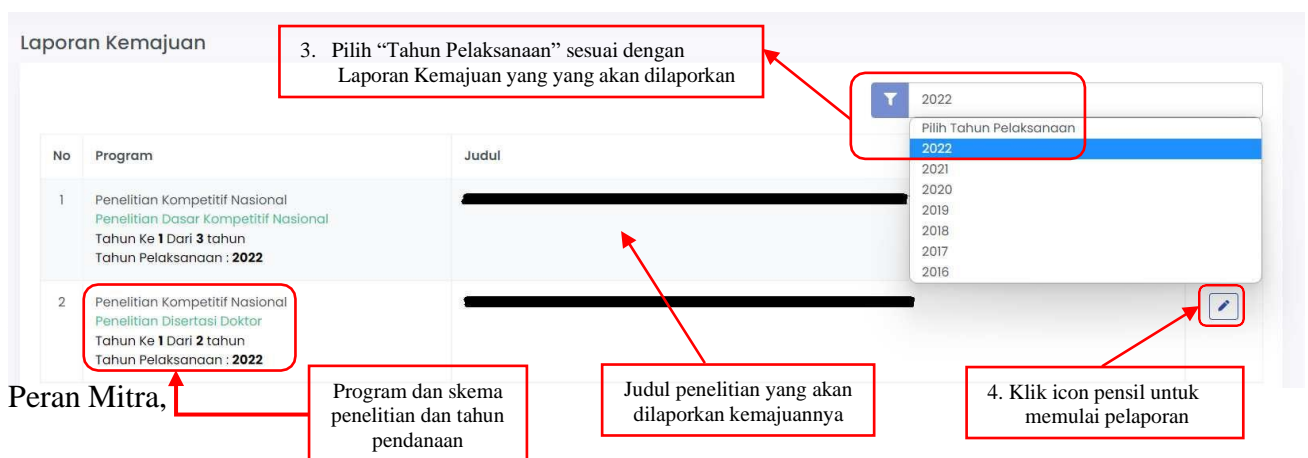 Laporan Kemajuan
3. Pilih “Tahun Pelaksanaan” sesuai dengan
Laporan Kemajuan yang yang akan dilaporkan
2022
Pilih Tahun Pelaksanaan
2022
2021
2020
2019
2018
2017
2016
No Program Judul
1 Penelitian Kompetitif Nasional
Penelitian Dasar Kompetitif Nasional
Tahun Ke 1 Dari 3 tahun
Tahun Pelaksanaan : 2022
2 Penelitian Kompetitif Nasional
Penelitian Disertasi Doktor
Tahun Ke 1 Dari 2 tahun
Tahun Pelaksanaan : 2022
Peran Mitra,
Program dan skema
penelitian dan tahun
pendanaan
Judul penelitian yang akan
dilaporkan kemajuannya
4. Klik icon pensil untuk
memulai pelaporan